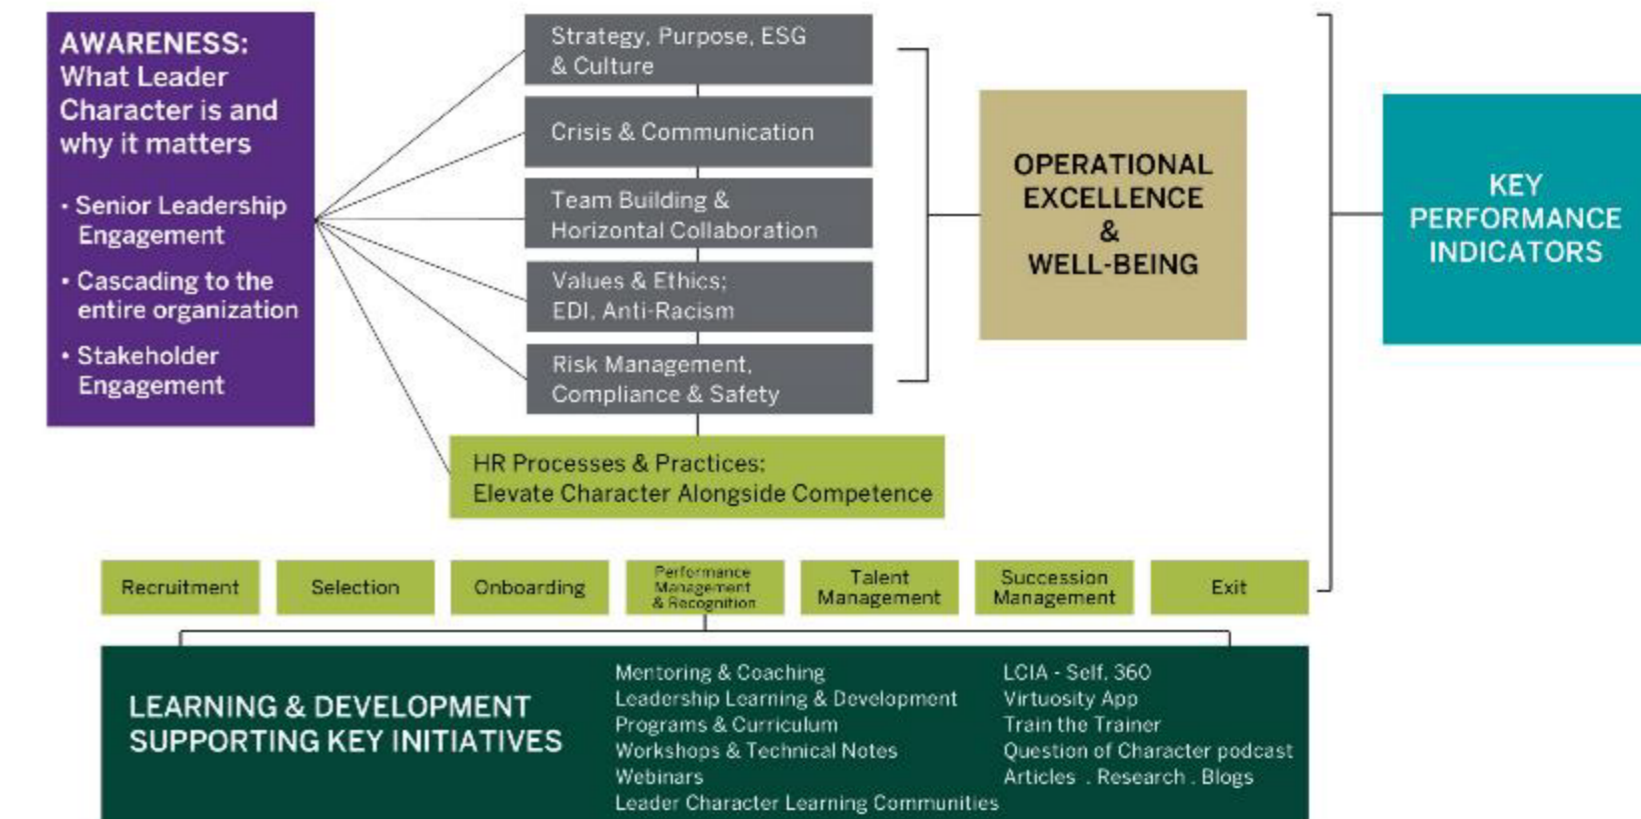 AWARENESS:
What Leader
Character is and
why it matters
• Senior Leadership
Engagement
• Cascading to the
entire organization
• Stakeholder
Engagement
Strategy, Purpose, ESG
& Culture
Crisis & Communication
Team Building &
Horizontal Collaboration
Values & Ethics;
EDI, Anti-Racism
Risk Management,
Compliance & Safety
HR Processes & Practices:
Elevate Character Alongside Competence
OPERATIONAL
EXCELLENCE
&
WELL-BEING
KEY
PERFORMANCE
INDICATORS
Recruitment
Selection
Onboarding
Performance
Management
& Recognition
Talent
Management
Succession
Management
Exit
LEARNING & DEVELOPMENT
SUPPORTING KEY INITIATIVES
Mentoring & Coaching
Leadership Learning & Development
Programs & Curriculum
Workshops & Technical Notes
Webinars
Leader Character Learning Communities
LCIA - Self, 360
Virtuosity App
Train the Trainer
Question of Character podcast
Articles . Research . Blogs